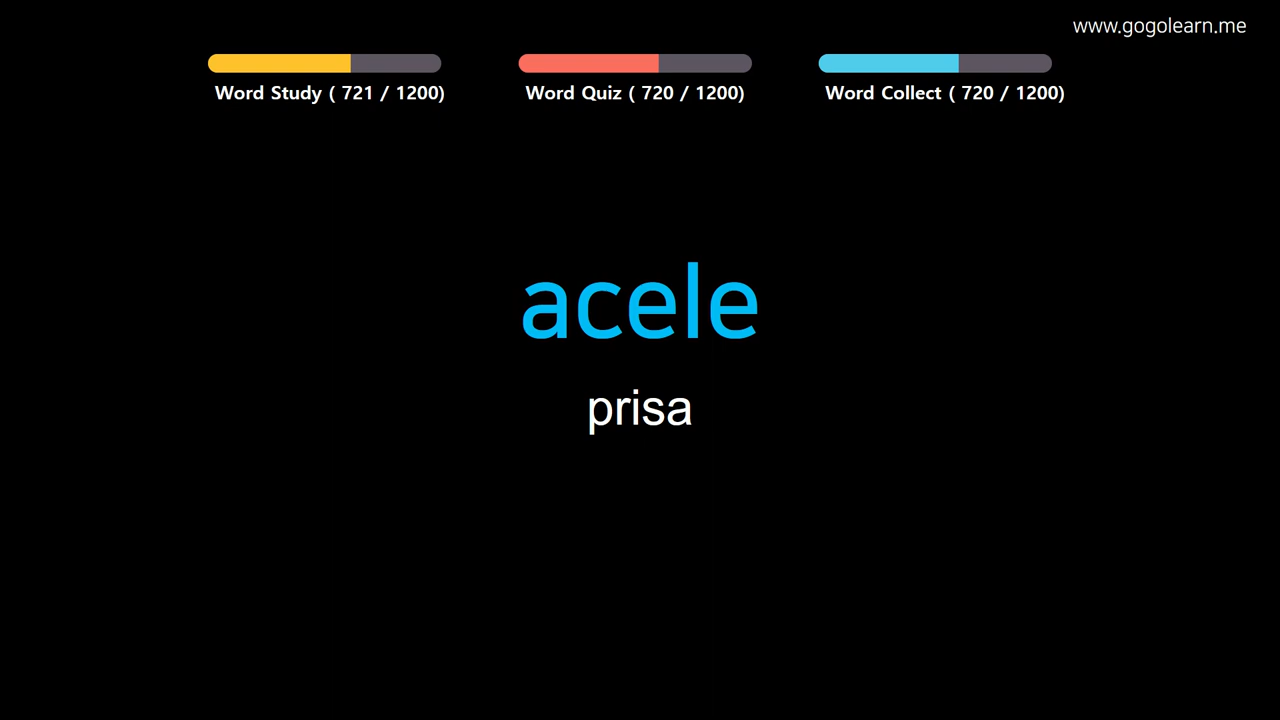 www.gogolearn.me
Word Study ( 721 / 1200)
Word Quiz ( 720 / 1200)
Word Collect ( 720 / 1200)
acele
prisa